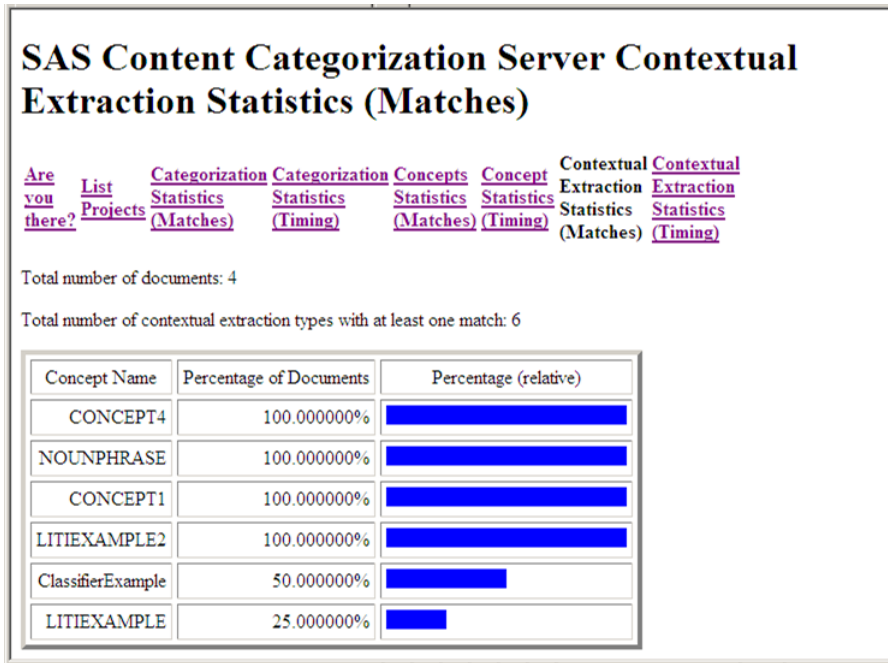 SAS Content Categorization Server Contextual
Extraction Statistics (Matches)
Are you there?
List Projects
Categorization Statistics (Matches)
Categorization Statistics (Timing)
Concepts Statistics (Matches)
Concept Statistics (Timing)
Contextual Extraction Statistics (Matches)
Contextual Extraction Statistics (Timing)
Total number of documents: 4
Total number of contextual extraction types with at least one match: 6
Concept Name Percentage of Documents Percentage (relative)
CONCEPT4 100.000000%
NOUNPHRASE 100.000000%
CONCEPT1 100.000000%
LITIEXAMPLE2 100.000000%
ClassifierExample 50.000000%
LITIEXAMPLE 25.000000%